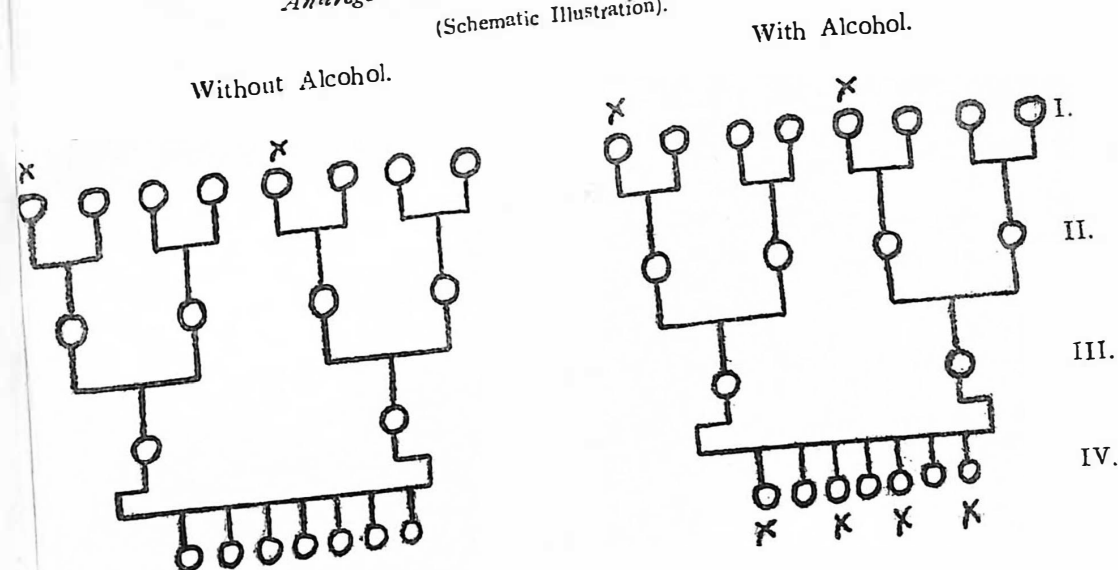 (Schematic Illustration).
Without Alcohol.
With Alcohol.
x
x
x
x
I.
II.
III.
IV.
x
x
x
x